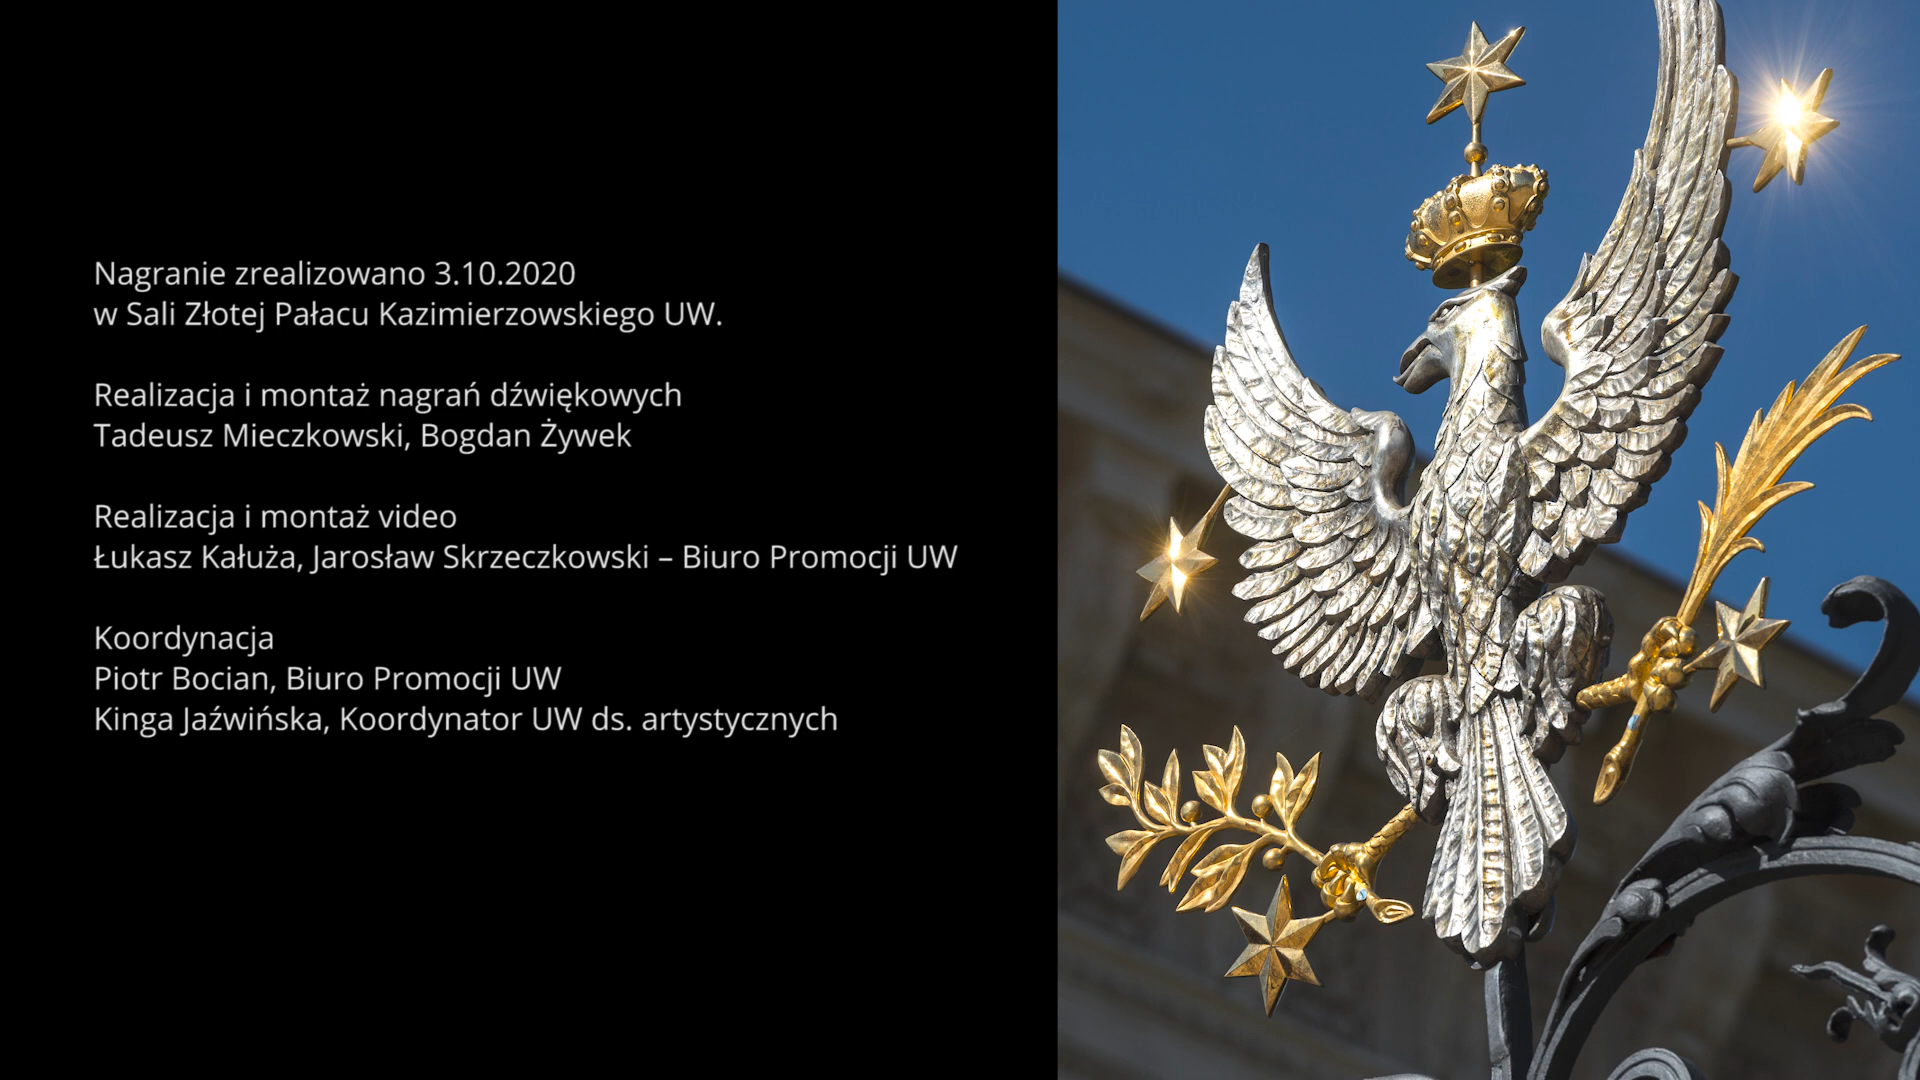 Nagranie zrealizowano 3.10.2020
w Sali Złotej Pałacu Kazimierzowskiego UW.
Realizacja i montaż nagrań dźwiękowych
Tadeusz Mieczkowski, Bogdan Żywek
Realizacja i montaż video
Łukasz Kałuża, Jarosław Skrzeczkowski – Biuro Promocji UW
Koordynacja
Piotr Bocian, Biuro Promocji UW
Kinga Jaźwińska, Koordynator UW ds. artystycznych